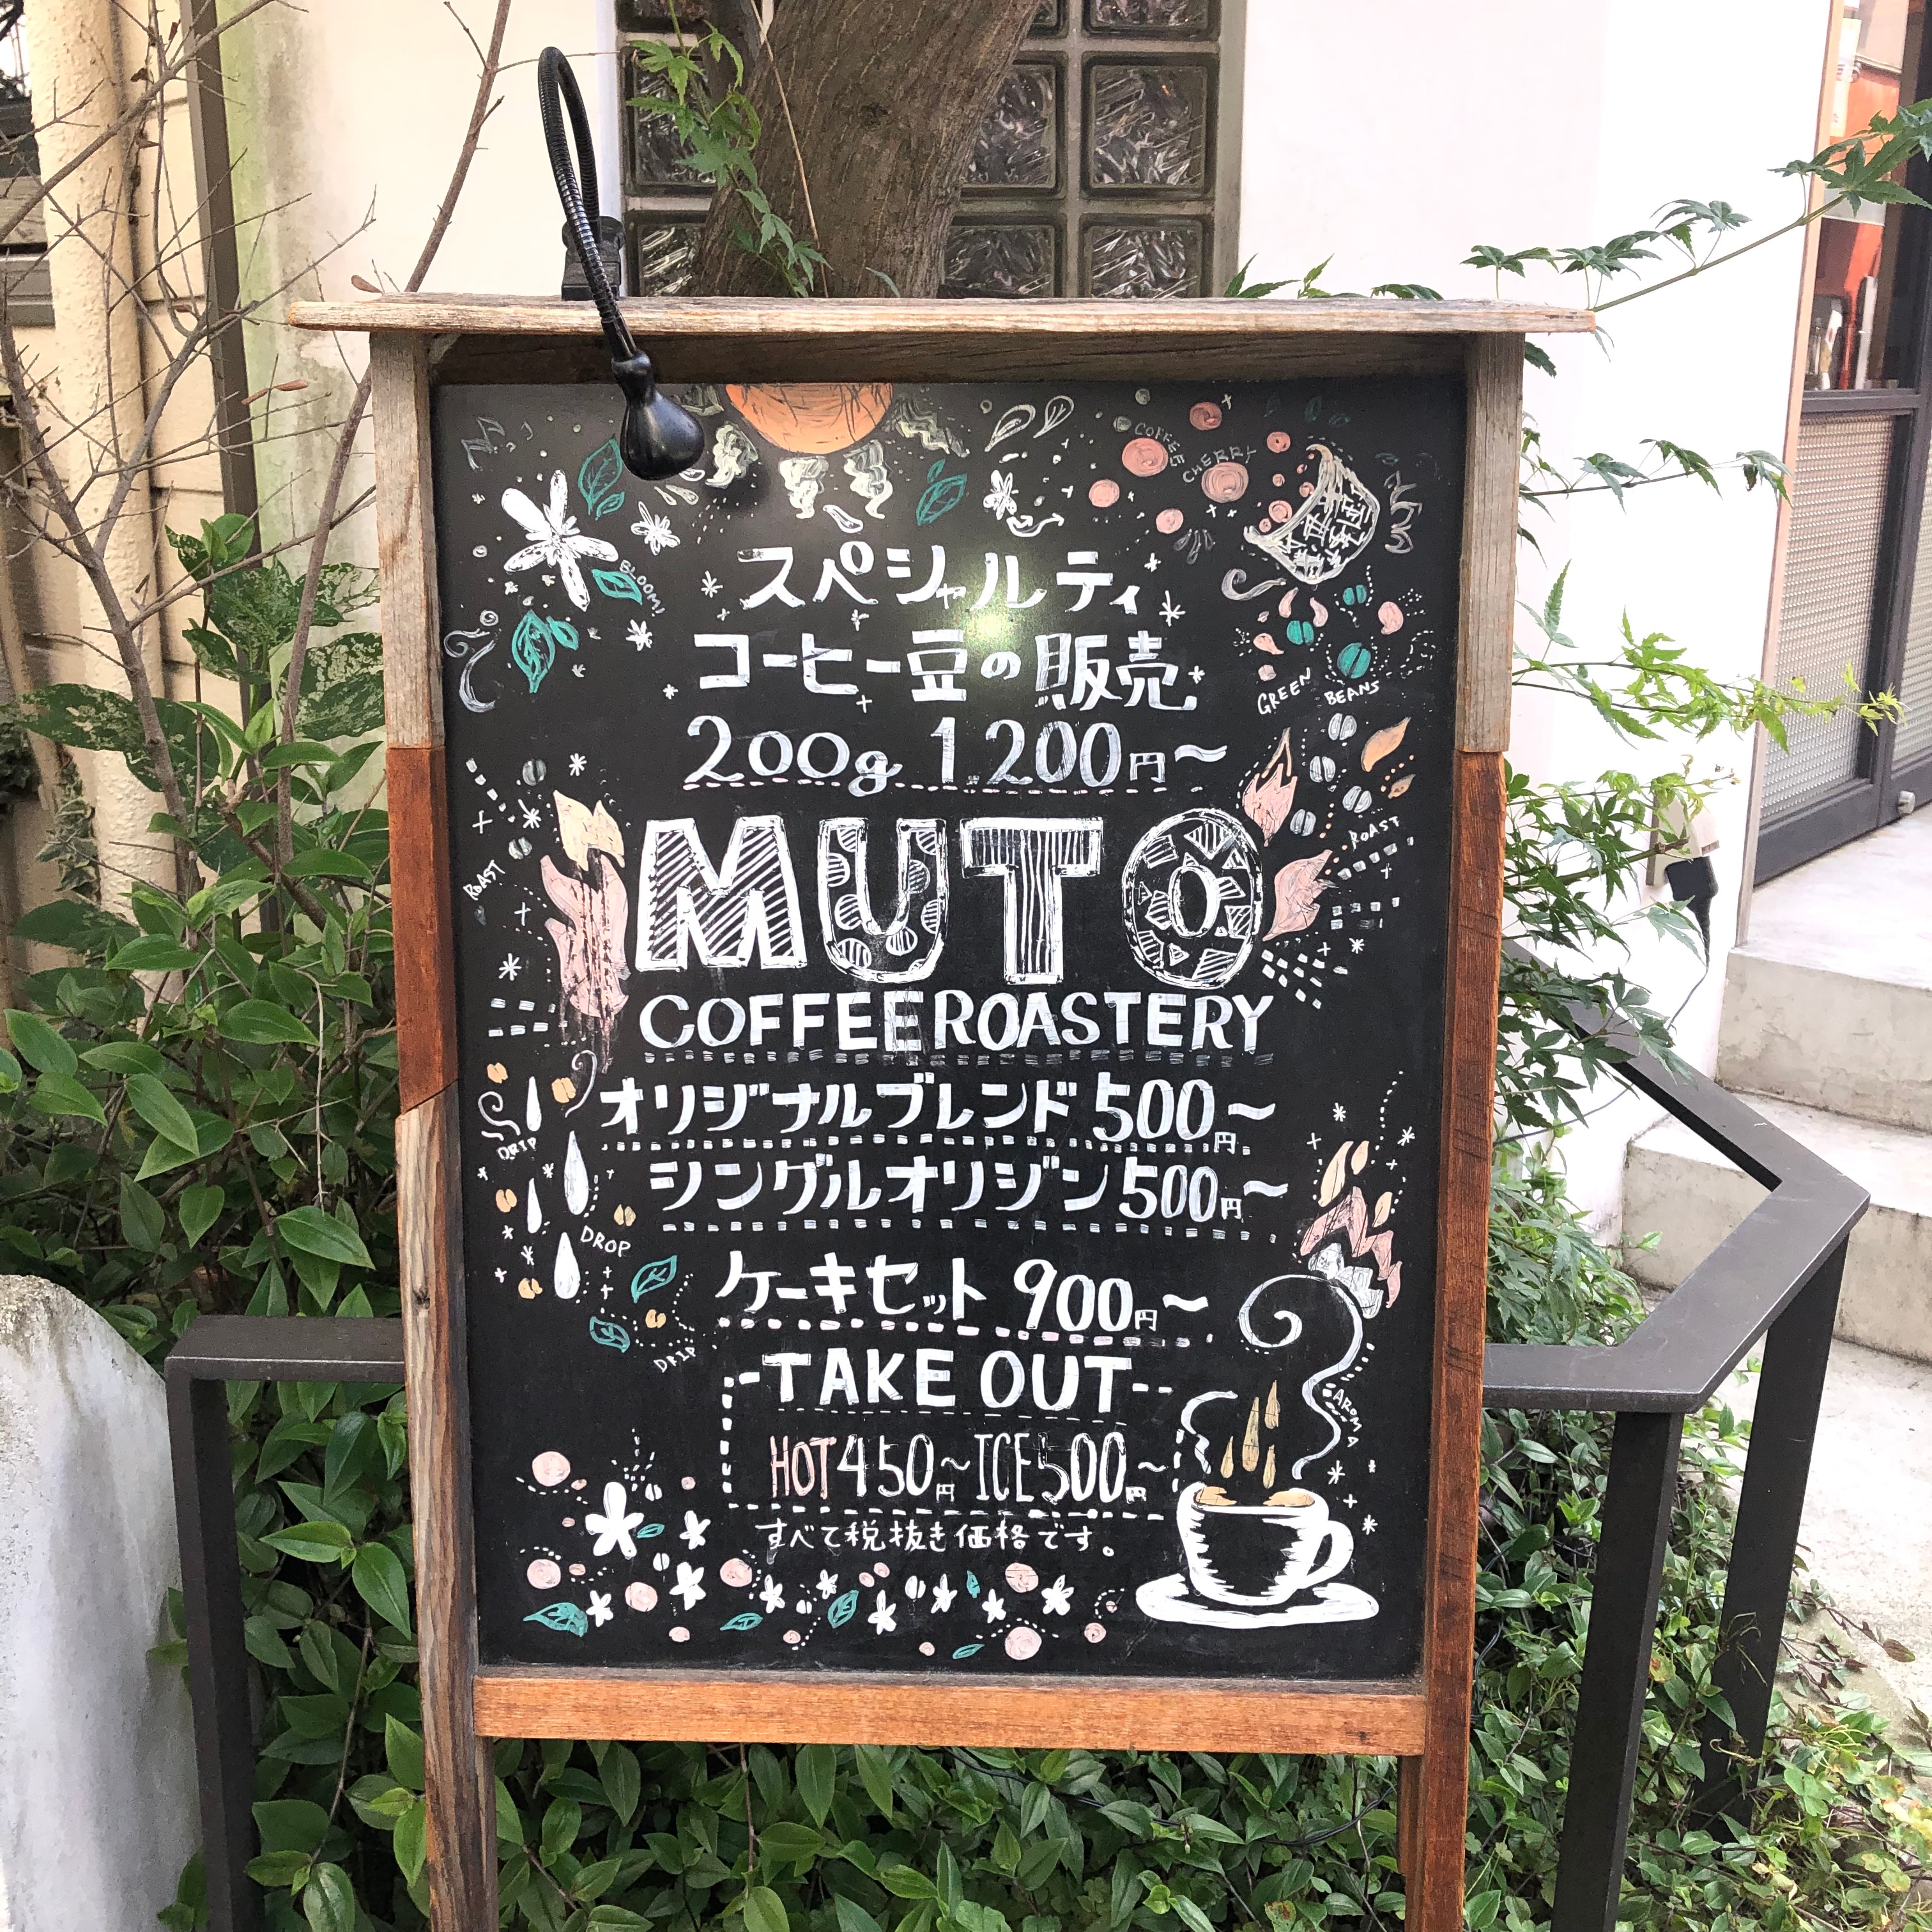 COFFEE CHERRY
BLOOM
スペシャルティ
コーヒー豆の販売
GREEN BEANS
200g 1,200円〜
ROAST
ROAST
MUTO
COFFEE ROASTERY
オリジナルブレンド 500円〜
DRIP
シングルオリジン 500円〜
DROP
ケーキセット 900円〜
DRIP
TAKE OUT
AROMA
HOT 450円〜 ICE 500円〜
すべて税抜き価格です。